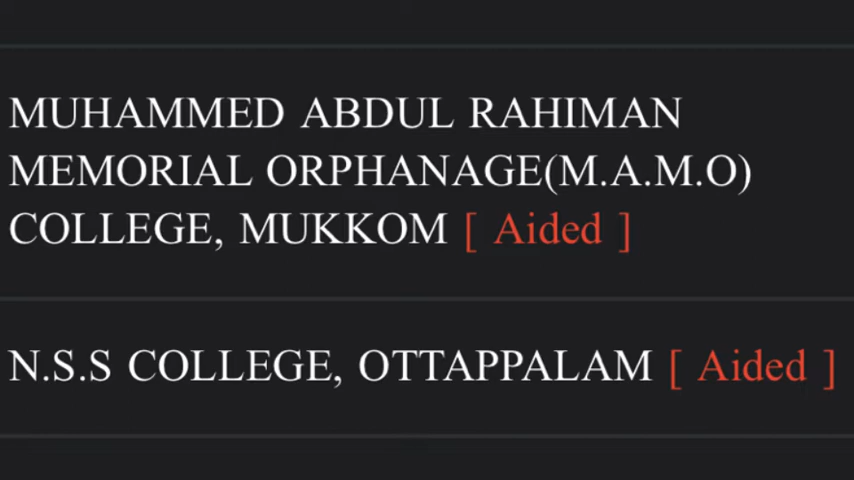 MUHAMMED ABDUL RAHIMAN
MEMORIAL ORPHANAGE(M.A.M.O)
COLLEGE, MUKKOM [ Aided ]
N.S.S COLLEGE, OTTAPPALAM [ Aided ]